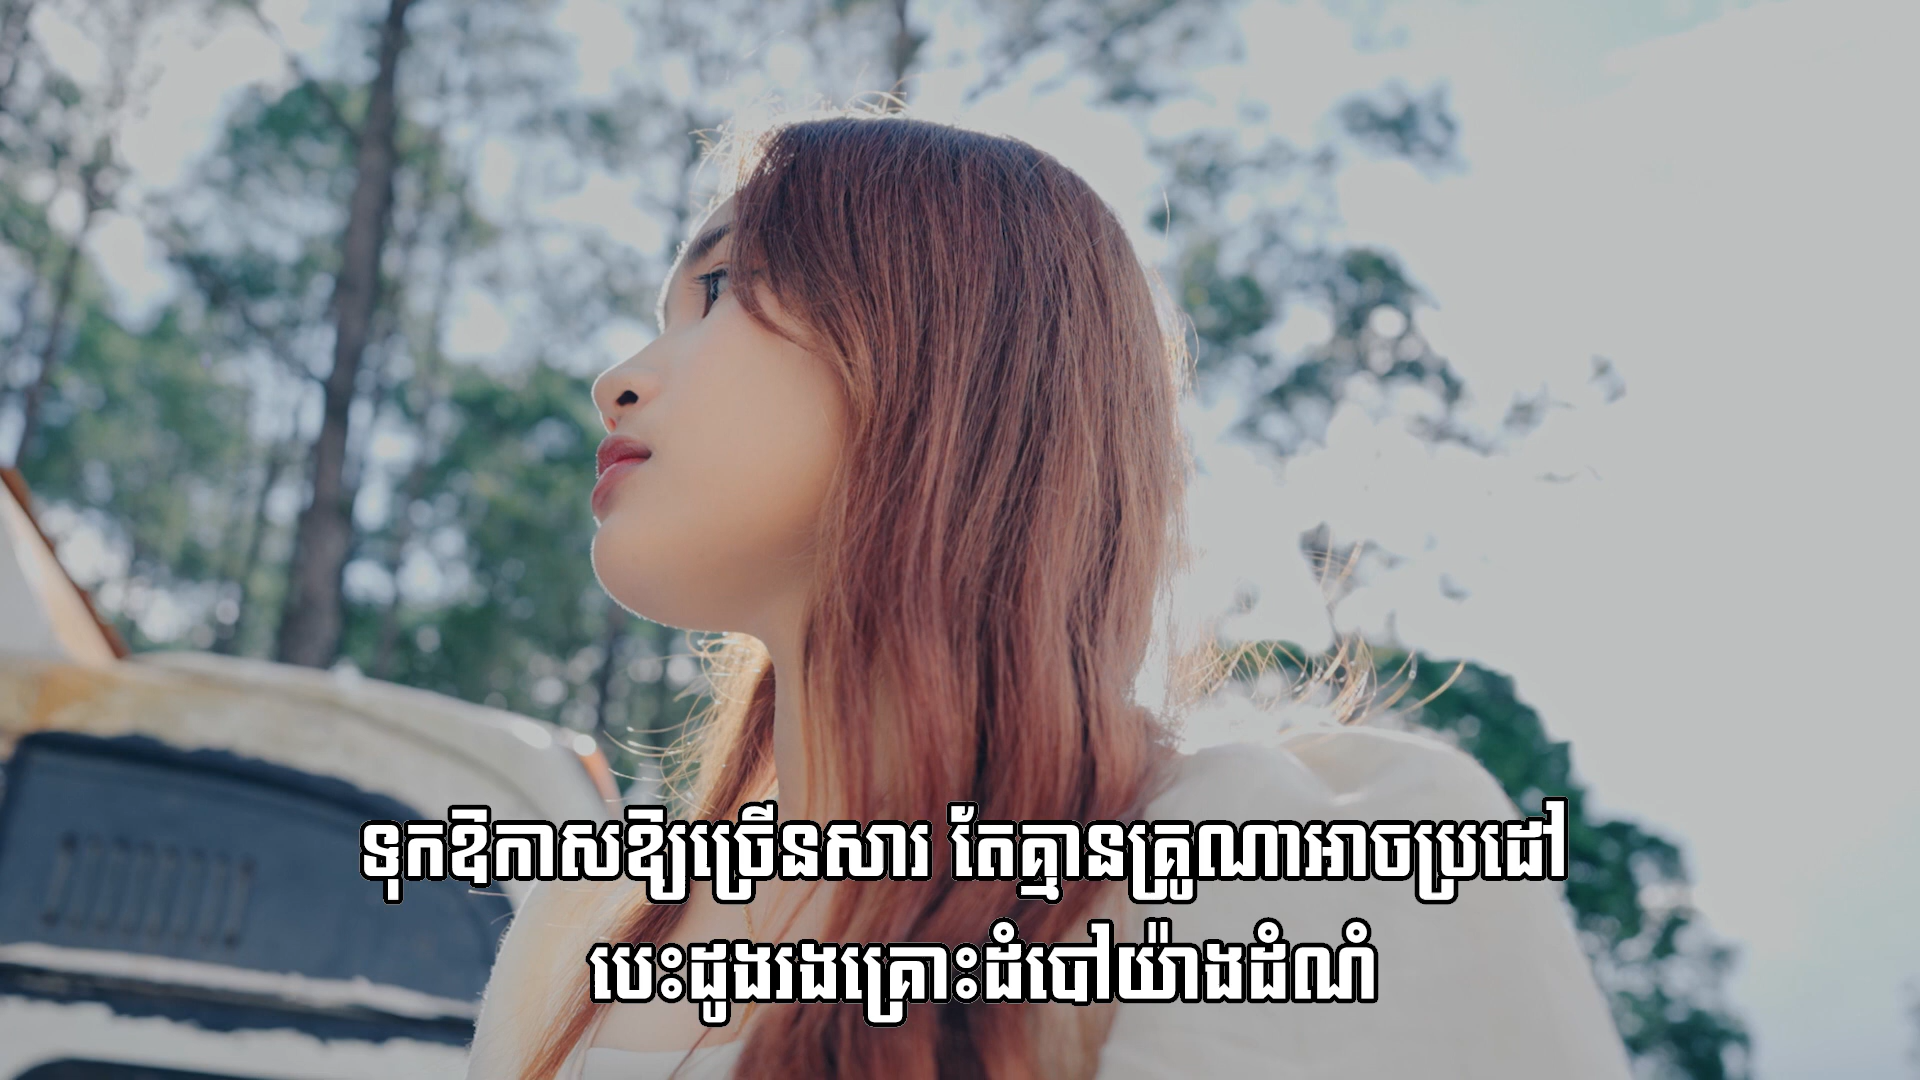 ទុកឱកាសឱ្យច្រើនសារ តែគ្មានគ្រូណាអាចប្រដៅ
បេះដូងរងគ្រោះដំបៅយ៉ាងដំណំ